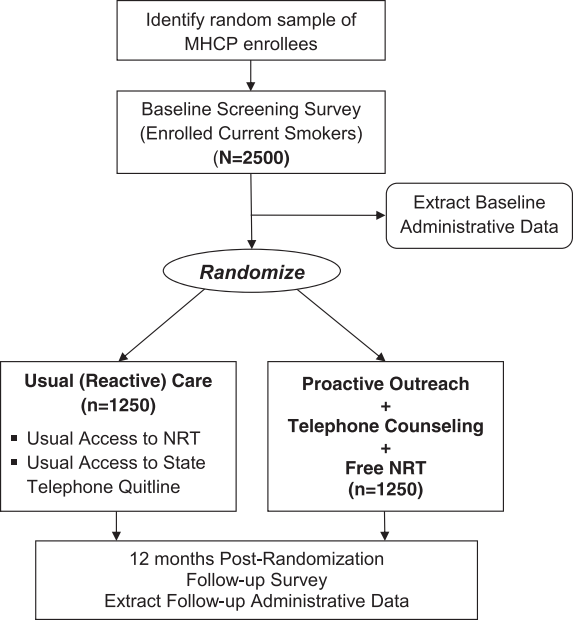 Identify random sample of
MHCP enrollees
Baseline Screening Survey
(Enrolled Current Smokers)
(N=2500)
Extract Baseline
Administrative Data
Randomize
Usual (Reactive) Care
(n=1250)
▪ Usual Access to NRT
▪ Usual Access to State
Telephone Quitline
Proactive Outreach
+
Telephone Counseling
+
Free NRT
(n=1250)
12 months Post-Randomization
Follow-up Survey
Extract Follow-up Administrative Data